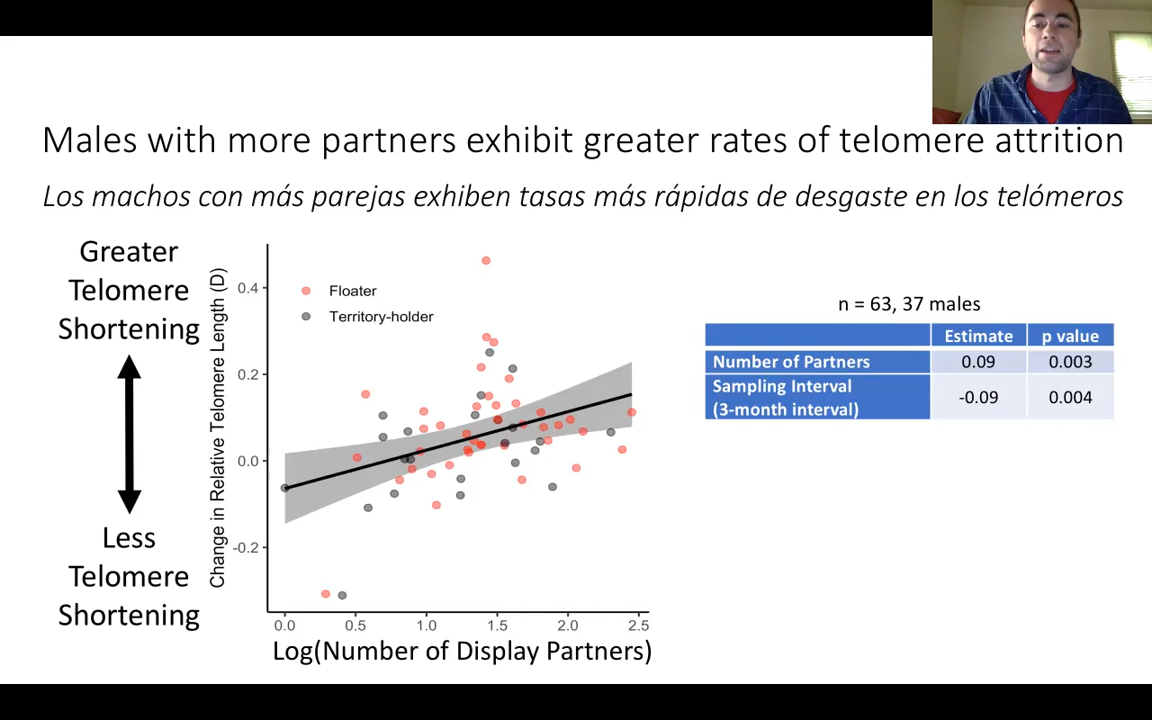 Males with more partners exhibit greater rates of telomere attrition
Los machos con más parejas exhiben tasas más rápidas de desgaste en los telómeros
Greater
Telomere
Shortening
Less
Telomere
Shortening
Change in Relative Telomere Length (D)
0.4
0.2
0.0
-0.2
Floater
Territory-holder
0.0 0.5 1.0 1.5 2.0 2.5
Log(Number of Display Partners)
n = 63, 37 males
Estimate p value
Number of Partners 0.09 0.003
Sampling Interval
(3-month interval) -0.09 0.004